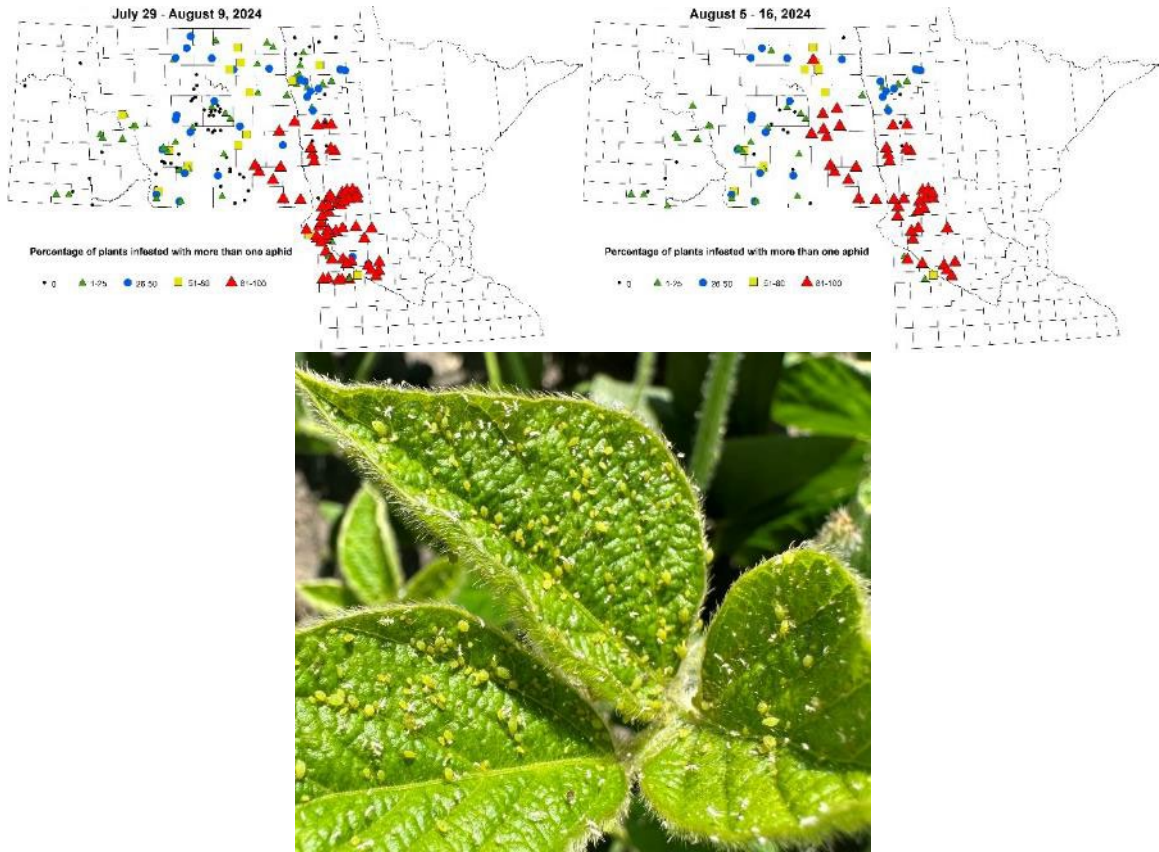 July 29 - August 9, 2024
Percentage of plants infested with more than one aphid
0 1-25 26-50 51-80 81-100
August 5 - 16, 2024
Percentage of plants infested with more than one aphid
0 1-25 26-50 51-80 81-100